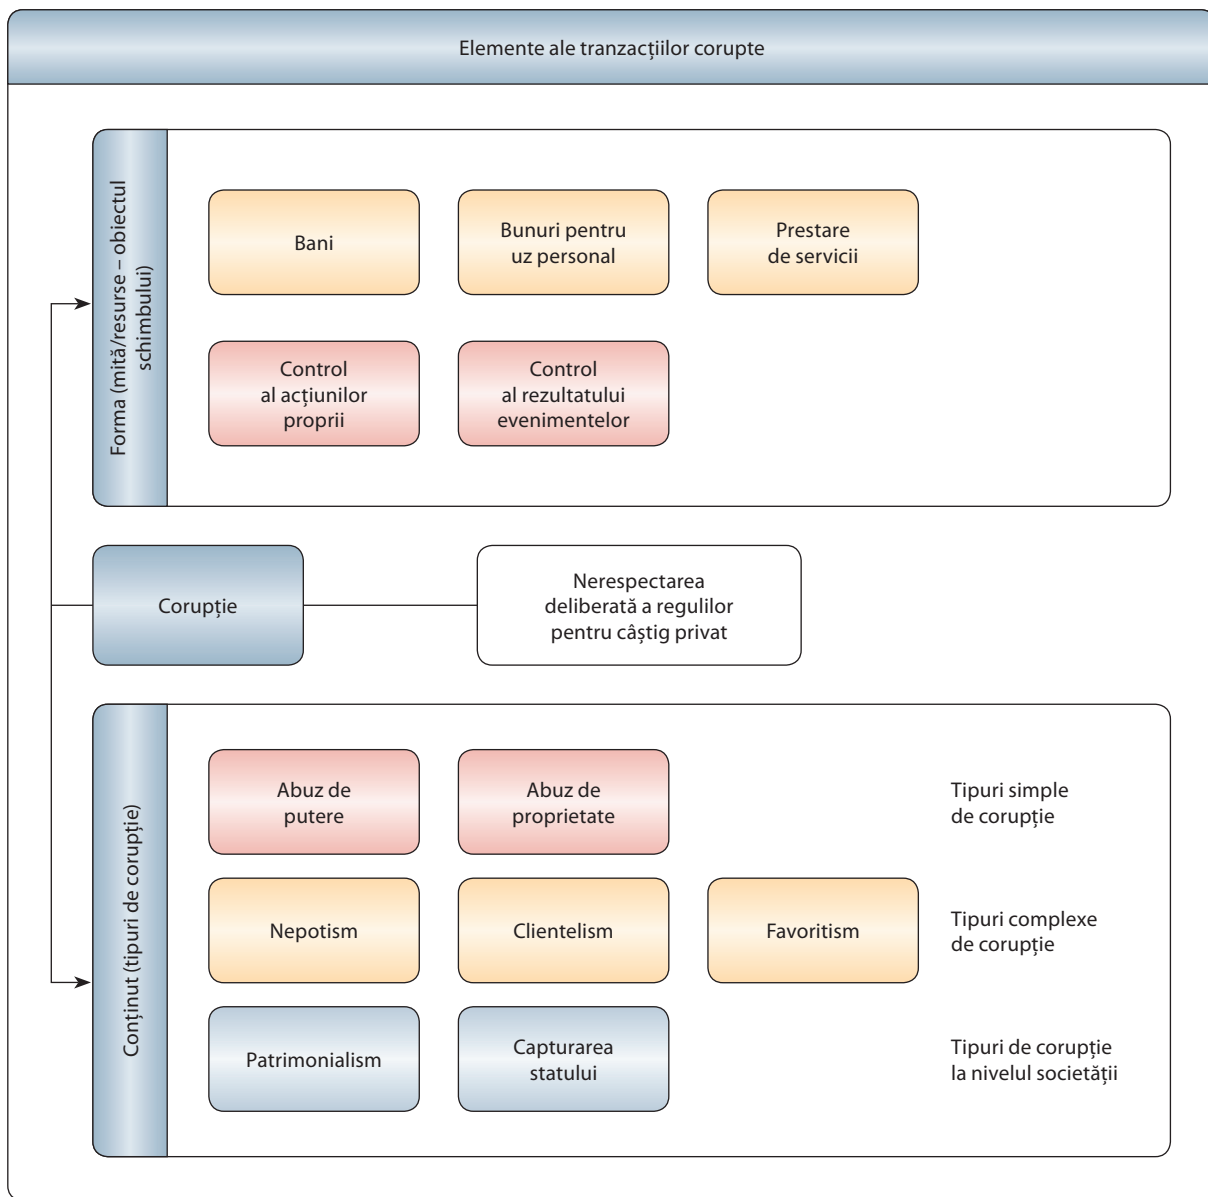 Elemente ale tranzacțiilor corupte
Forma (mită/resurse – obiectul
schimbului)
Bani
Bunuri pentru
uz personal
Prestare
de servicii
Control
al acțiunilor
proprii
Control
al rezultatului
evenimentelor
Corupție
Nerespectarea
deliberată a regulilor
pentru câștig privat
Conținut (tipuri de corupție)
Abuz de
putere
Abuz de
proprietate
Tipuri simple
de corupție
Nepotism
Clientelism
Favoritism
Tipuri complexe
de corupție
Patrimonialism
Capturarea
statului
Tipuri de corupție
la nivelul societății